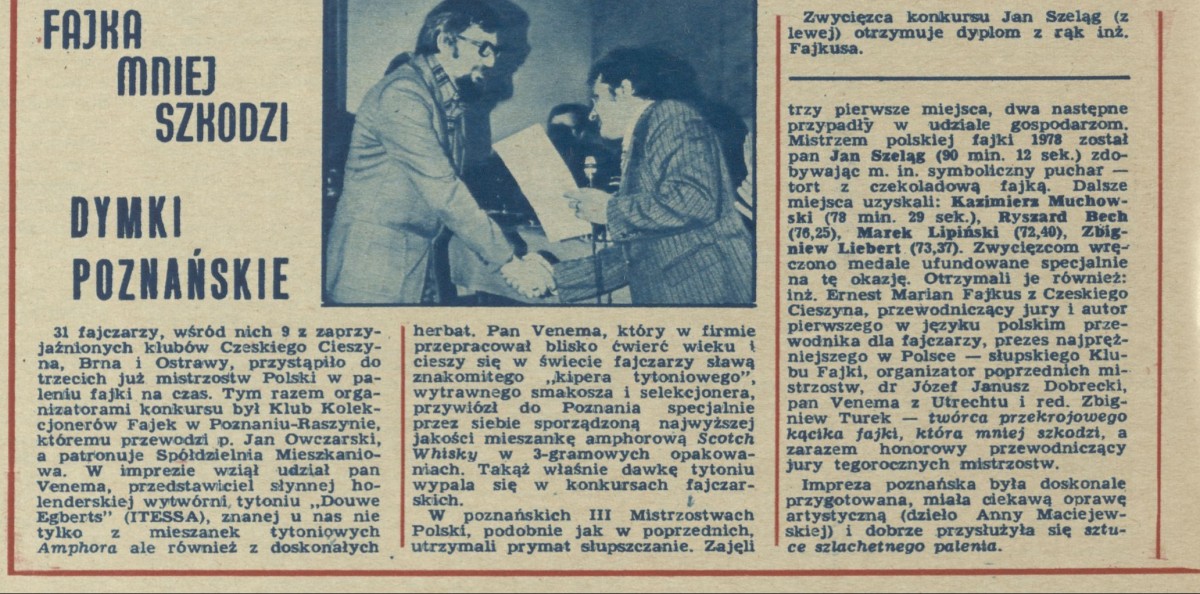 FAJKA
MNIEJ
SZKODZI
DYMKI
POZNAŃSKIE
31 fajczarzy, wśród nich 9 z zaprzy-
jaźnionych klubów Czeskiego Cieszy-
na, Brna i Ostrawy, przystąpiło do
trzecich już mistrzostw Polski w pa-
leniu fajki na czas. Tym razem orga-
nizatorami konkursu był Klub Kolek-
cjonerów Fajek w Poznaniu-Raszynie,
któremu przewodzi p. Jan Owczarski,
a patronuje Spółdzielnia Mieszkanio-
wa. W imprezie wziął udział pan
Venema, przedstawiciel słynnej ho-
lenderskiej wytwórni tytoniu „Douwe
Egberts” (ITESSA), znanej u nas nie
tylko z mieszanek tytoniowych
Amphora ale również z doskonałych
herbat. Pan Venema, który w firmie
przepracował blisko ćwierć wieku i
cieszy się w świecie fajczarzy sławą
znakomitego „kipera tytoniowego”,
wytrawnego smakosza i selekcjonera,
przywiózł do Poznania specjalnie
przez siebie sporządzoną najwyższej
jakości mieszankę amphorową Scotch
Whisky w 3-gramowych opakowa-
niach. Takąż właśnie dawkę tytoniu
wypala się w konkursach fajczar-
skich.
W poznańskich III Mistrzostwach
Polski, podobnie jak w poprzednich,
utrzymali prymat słupszczanie. Zajęli
Zwycięzca konkursu Jan Szeląg (z
lewej) otrzymuje dyplom z rąk inż.
Fajkusa.
trzy pierwsze miejsca, dwa następne
przypadły w udziale gospodarzom.
Mistrzem polskiej fajki 1978 został
pan Jan Szeląg (90 min. 12 sek.) zdo-
bywając m. in. symboliczny puchar —
tort z czekoladową fajką. Dalsze
miejsca uzyskali: Kazimierz Muchow-
ski (78 min. 29 sek.), Ryszard Bech
(76,25), Marek Lipiński (72,40), Zbig-
niew Liebert (73,37). Zwycięzcom wrę-
czono medale ufundowane specjalnie
na tę okazję. Otrzymali je również:
inż. Ernest Marian Fajkus z Czeskiego
Cieszyna, przewodniczący jury i autor
pierwszego w języku polskim prze-
wodnika dla fajczarzy, prezes najpręż-
niejszego w Polsce — słupskiego Klu-
bu Fajki, organizator poprzednich mi-
strzostw, dr Józef Janusz Dobrecki,
pan Venema z Utrechtu i red. Zbig-
niew Turek — twórca przekrojowego
kącika fajki, która mniej szkodzi, a
zarazem honorowy przewodniczący
jury tegorocznych mistrzostw.
Impreza poznańska była doskonale
przygotowana, miała ciekawą oprawę
artystyczną (dzieło Anny Maciejew-
skiej) i dobrze przysłużyła się sztu-
ce szlachetnego palenia.